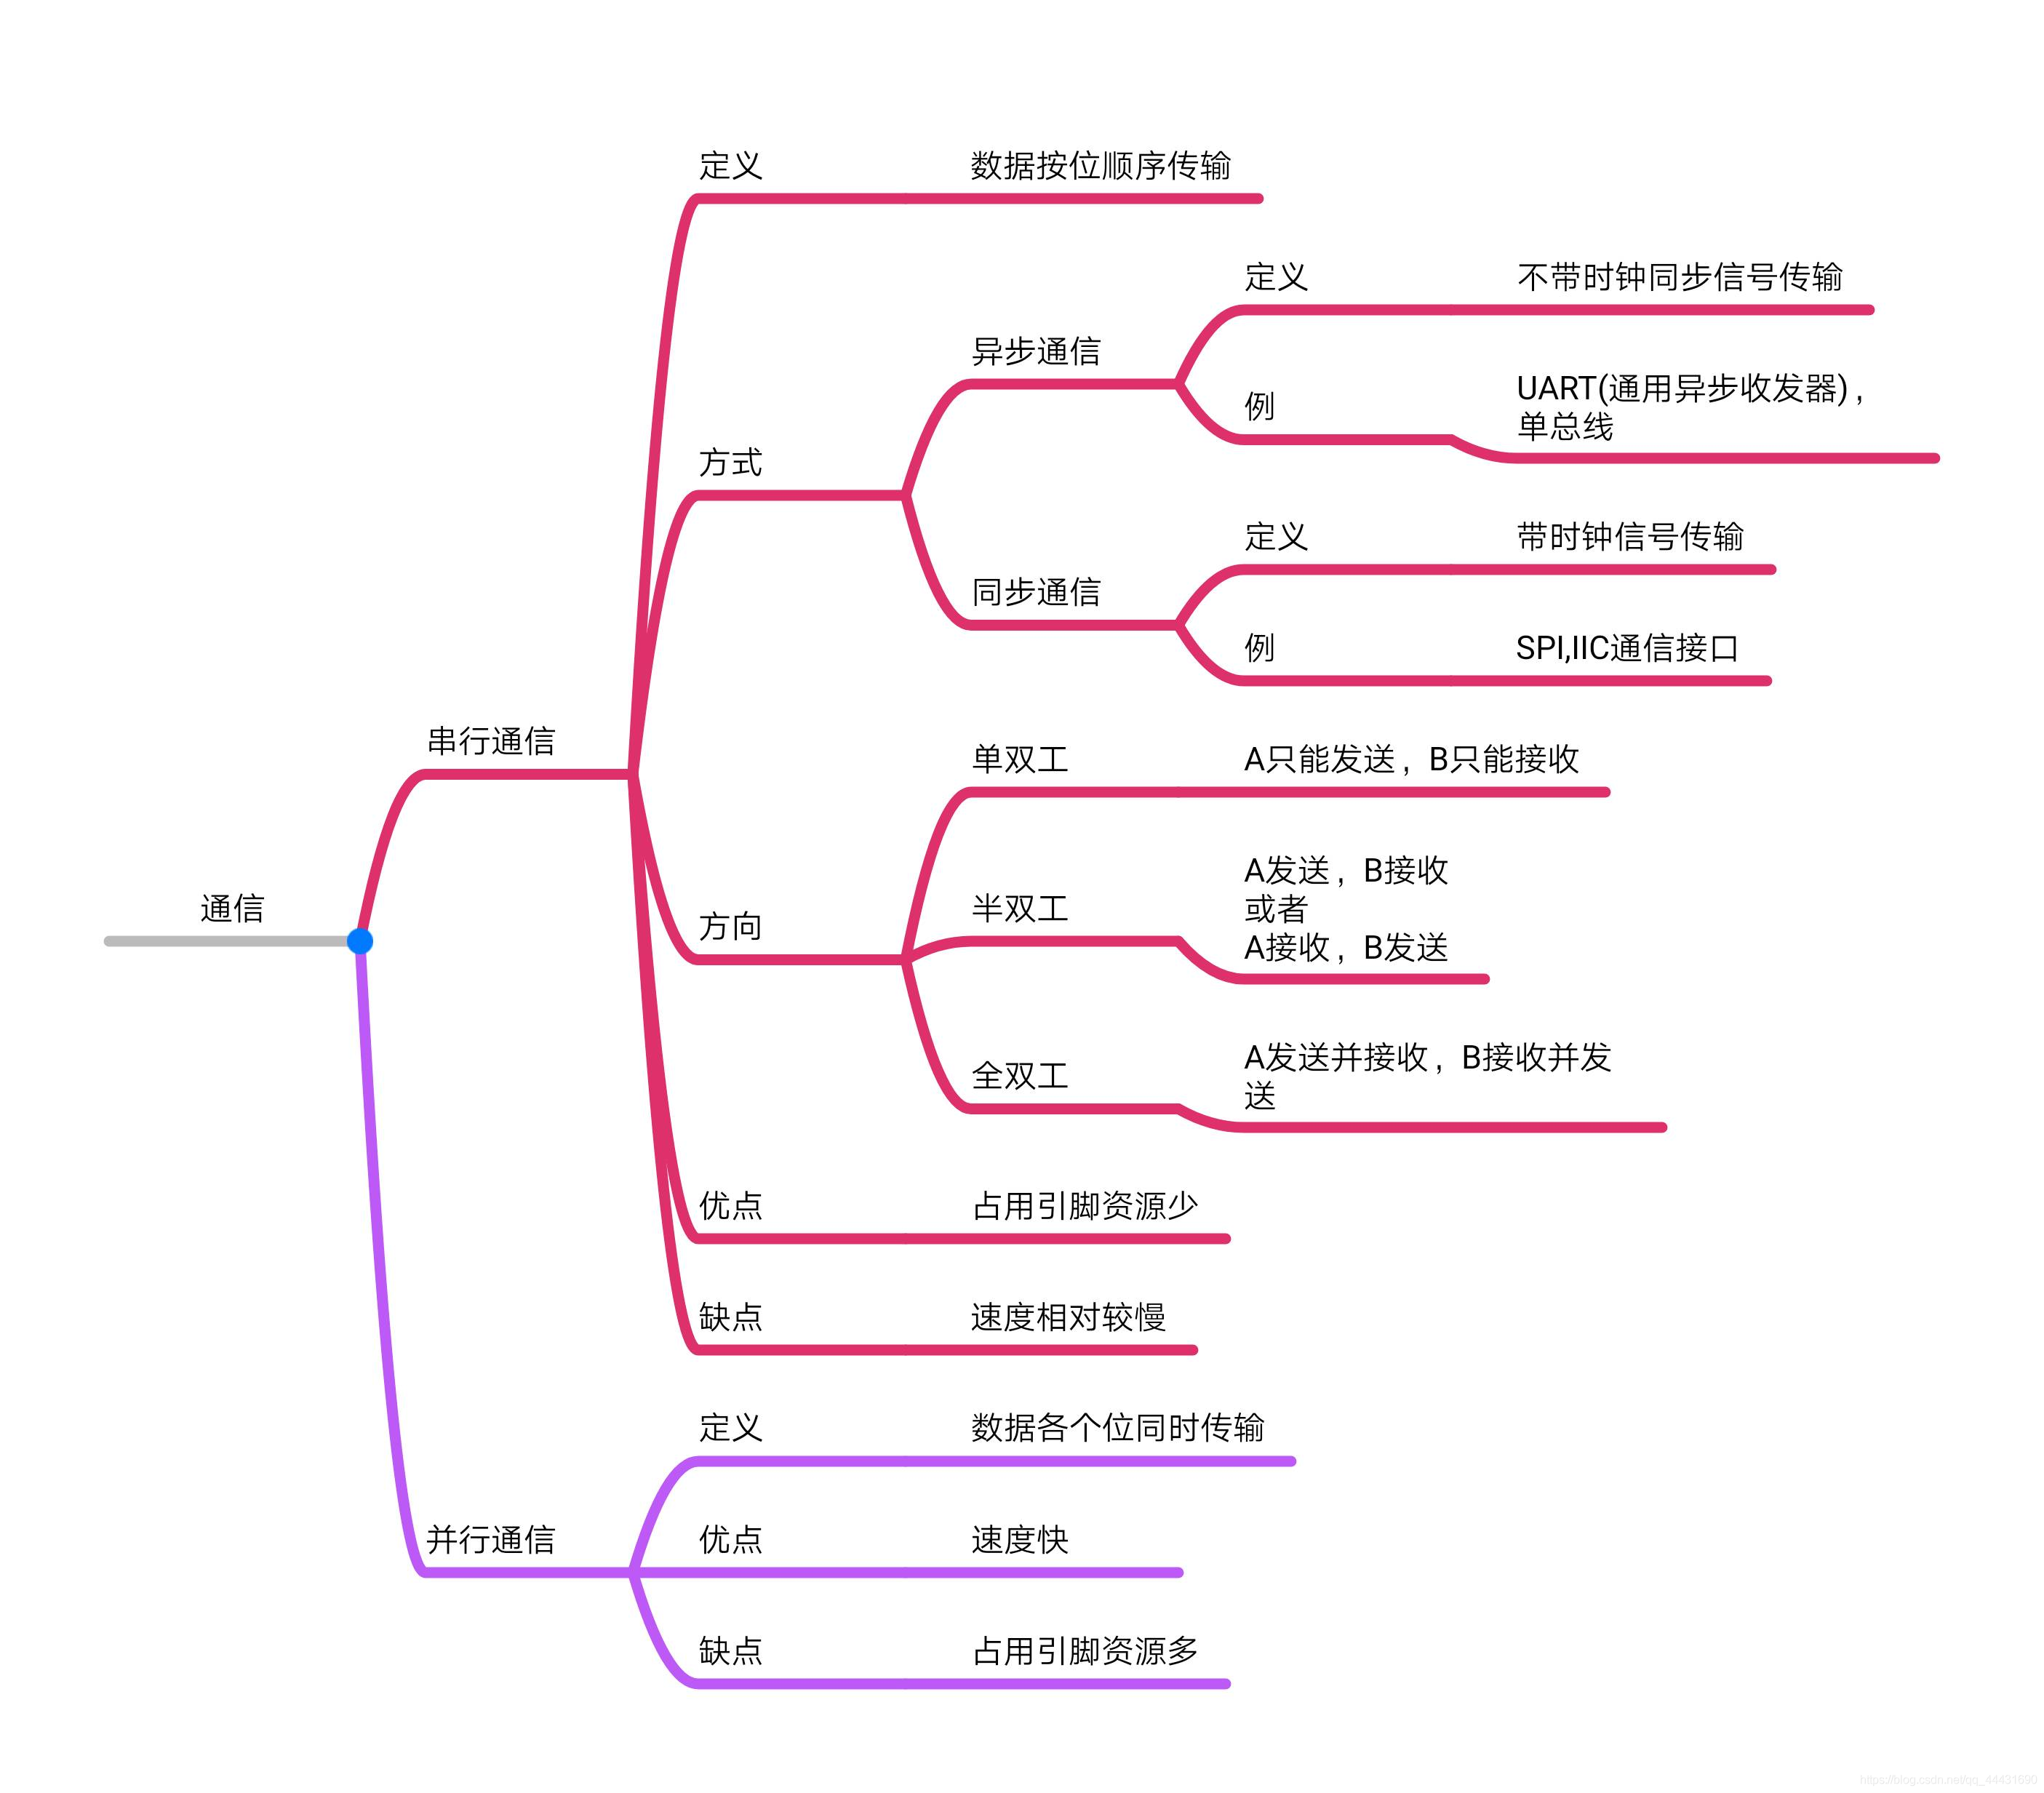 通信
串行通信
定义
数据按位顺序传输
方式
异步通信
定义
不带时钟同步信号传输
例
UART(通用异步收发器)，
单总线
同步通信
定义
带时钟信号传输
例
SPI,IIC通信接口
方向
单双工
A只能发送，B只能接收
半双工
A发送，B接收
或者
A接收，B发送
全双工
A发送并接收，B接收并发
送
优点
占用引脚资源少
缺点
速度相对较慢
并行通信
定义
数据各个位同时传输
优点
速度快
缺点
占用引脚资源多
https://blog.csdn.net/qq_44431690